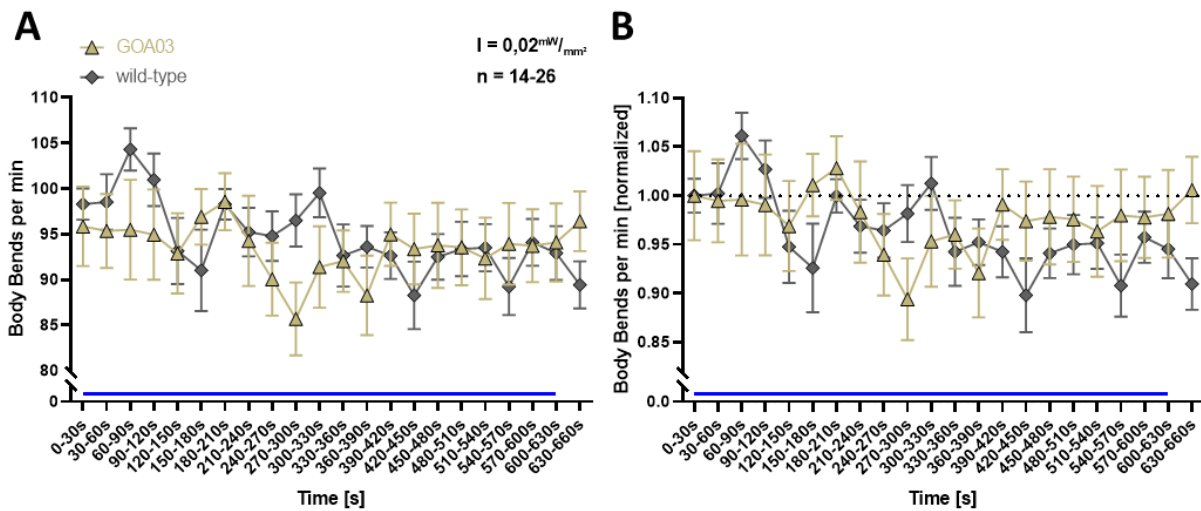 A
GOA03
wild-type
I = 0,02mW/mm²
n = 14-26
Body Bends per min
110
105
100
95
90
85
80
0
0-30s
30-60s
60-90s
90-120s
120-150s
150-180s
180-210s
210-240s
240-270s
270-300s
300-330s
330-360s
360-390s
390-420s
420-450s
450-480s
480-510s
510-540s
540-570s
570-600s
600-630s
630-660s
Time [s]
B
Body Bends per min [normalized]
1.10
1.05
1.00
0.95
0.90
0.85
0.0
0-30s
30-60s
60-90s
90-120s
120-150s
150-180s
180-210s
210-240s
240-270s
270-300s
300-330s
330-360s
360-390s
390-420s
420-450s
450-480s
480-510s
510-540s
540-570s
570-600s
600-630s
630-660s
Time [s]